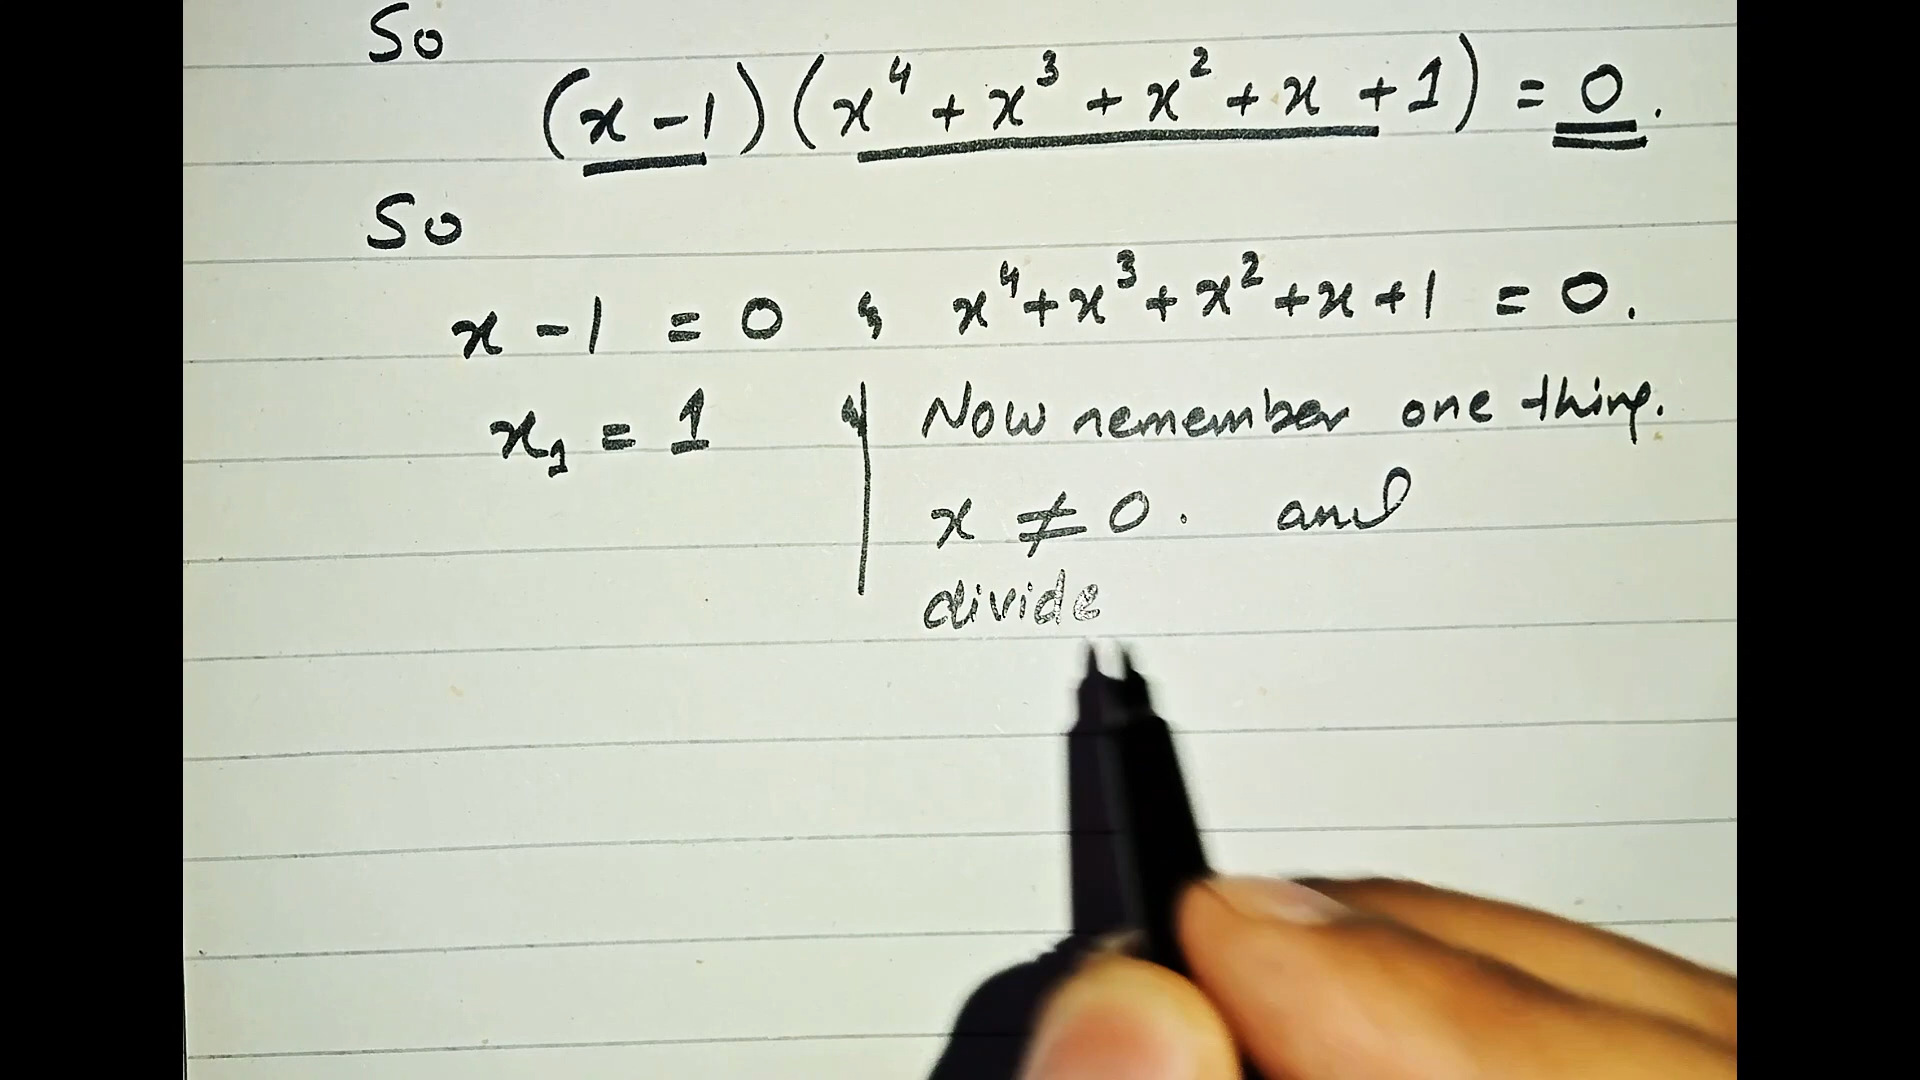 So
(x-1)(x⁴+x³+x²+x+1) = 0.
So
x-1 = 0 & x⁴+x³+x²+x+1 = 0.
x₁ = 1 & Now remember one thing.
x ≠ 0. and
divide